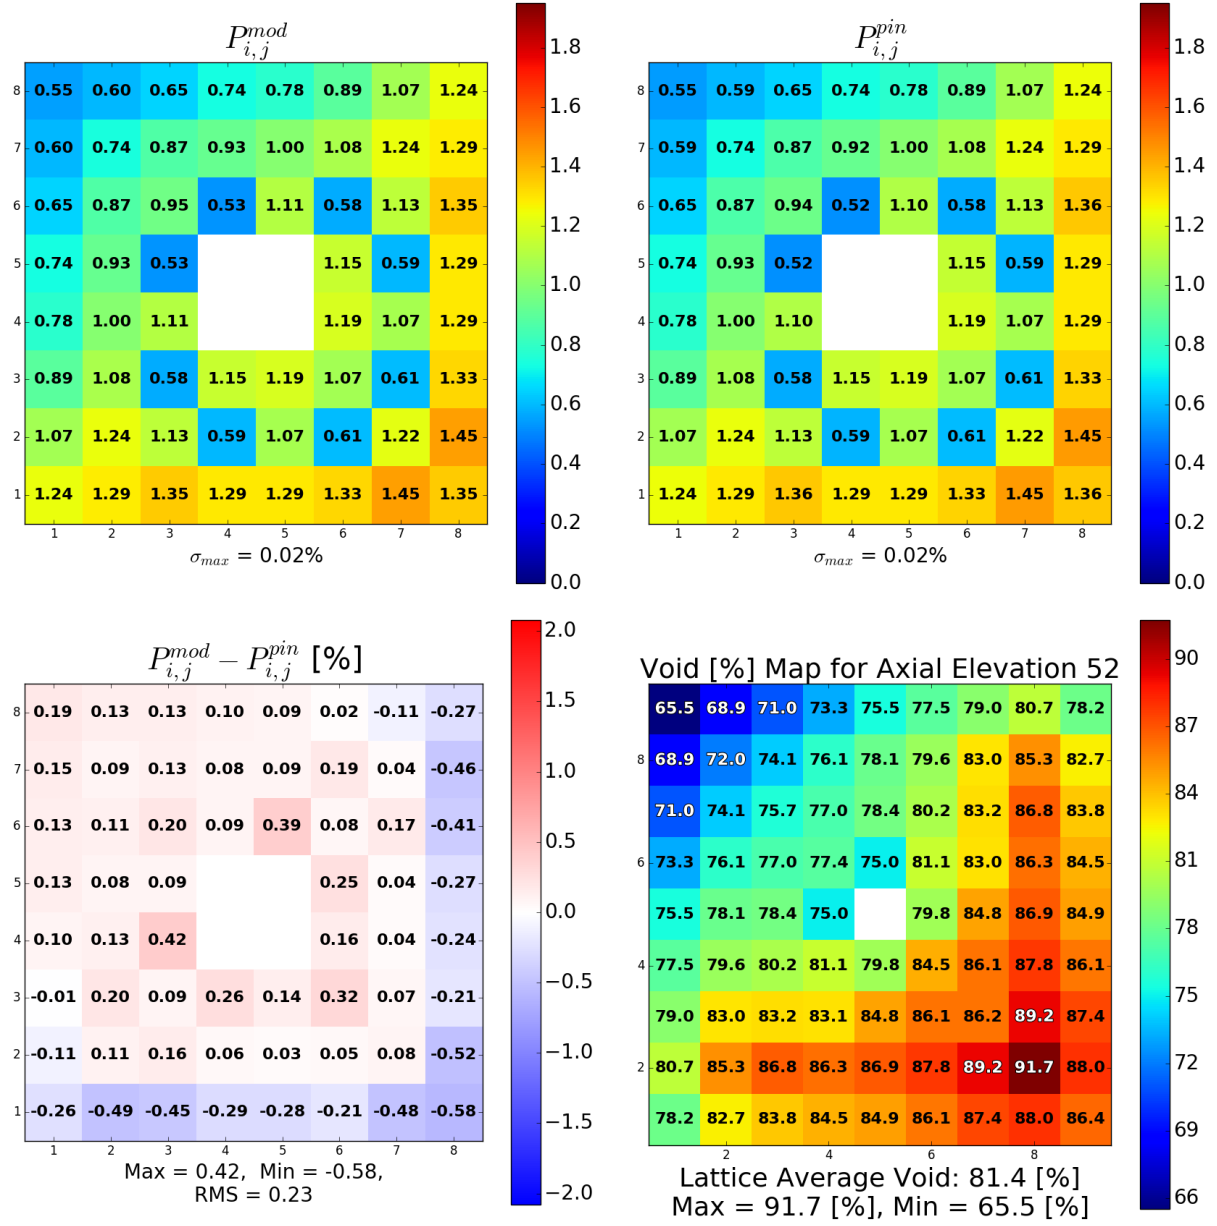 P_{i,j}^{mod}
8 0.55 0.60 0.65 0.74 0.78 0.89 1.07 1.24
7 0.60 0.74 0.87 0.93 1.00 1.08 1.24 1.29
6 0.65 0.87 0.95 0.53 1.11 0.58 1.13 1.35
5 0.74 0.93 0.53 1.15 0.59 1.29
4 0.78 1.00 1.11 1.19 1.07 1.29
3 0.89 1.08 0.58 1.15 1.19 1.07 0.61 1.33
2 1.07 1.24 1.13 0.59 1.07 0.61 1.22 1.45
1 1.24 1.29 1.35 1.29 1.29 1.33 1.45 1.35
1 2 3 4 5 6 7 8
σ_{max} = 0.02%
1.8
1.6
1.4
1.2
1.0
0.8
0.6
0.4
0.2
0.0
P_{i,j}^{pin}
8 0.55 0.59 0.65 0.74 0.78 0.89 1.07 1.24
7 0.59 0.74 0.87 0.92 1.00 1.08 1.24 1.29
6 0.65 0.87 0.94 0.52 1.10 0.58 1.13 1.36
5 0.74 0.93 0.52 1.15 0.59 1.29
4 0.78 1.00 1.10 1.19 1.07 1.29
3 0.89 1.08 0.58 1.15 1.19 1.07 0.61 1.33
2 1.07 1.24 1.13 0.59 1.07 0.61 1.22 1.45
1 1.24 1.29 1.36 1.29 1.29 1.33 1.45 1.36
1 2 3 4 5 6 7 8
σ_{max} = 0.02%
1.8
1.6
1.4
1.2
1.0
0.8
0.6
0.4
0.2
0.0
P_{i,j}^{mod} − P_{i,j}^{pin} [%]
8 0.19 0.13 0.13 0.10 0.09 0.02 -0.11 -0.27
7 0.15 0.09 0.13 0.08 0.09 0.19 0.04 -0.46
6 0.13 0.11 0.20 0.09 0.39 0.08 0.17 -0.41
5 0.13 0.08 0.09 0.25 0.04 -0.27
4 0.10 0.13 0.42 0.16 0.04 -0.24
3 -0.01 0.20 0.09 0.26 0.14 0.32 0.07 -0.21
2 -0.11 0.11 0.16 0.06 0.03 0.05 0.08 -0.52
1 -0.26 -0.49 -0.45 -0.29 -0.28 -0.21 -0.48 -0.58
1 2 3 4 5 6 7 8
Max = 0.42, Min = -0.58,
RMS = 0.23
2.0
1.5
1.0
0.5
0.0
−0.5
−1.0
−1.5
−2.0
Void [%] Map for Axial Elevation 52
65.5 68.9 71.0 73.3 75.5 77.5 79.0 80.7 78.2
8 68.9 72.0 74.1 76.1 78.1 79.6 83.0 85.3 82.7
71.0 74.1 75.7 77.0 78.4 80.2 83.2 86.8 83.8
6 73.3 76.1 77.0 77.4 75.0 81.1 83.0 86.3 84.5
75.5 78.1 78.4 75.0 79.8 84.8 86.9 84.9
4 77.5 79.6 80.2 81.1 79.8 84.5 86.1 87.8 86.1
79.0 83.0 83.2 83.1 84.8 86.1 86.2 89.2 87.4
2 80.7 85.3 86.8 86.3 86.9 87.8 89.2 91.7 88.0
78.2 82.7 83.8 84.5 84.9 86.1 87.4 88.0 86.4
2 4 6 8
Lattice Average Void: 81.4 [%]
Max = 91.7 [%], Min = 65.5 [%]
90
87
84
81
78
75
72
69
66